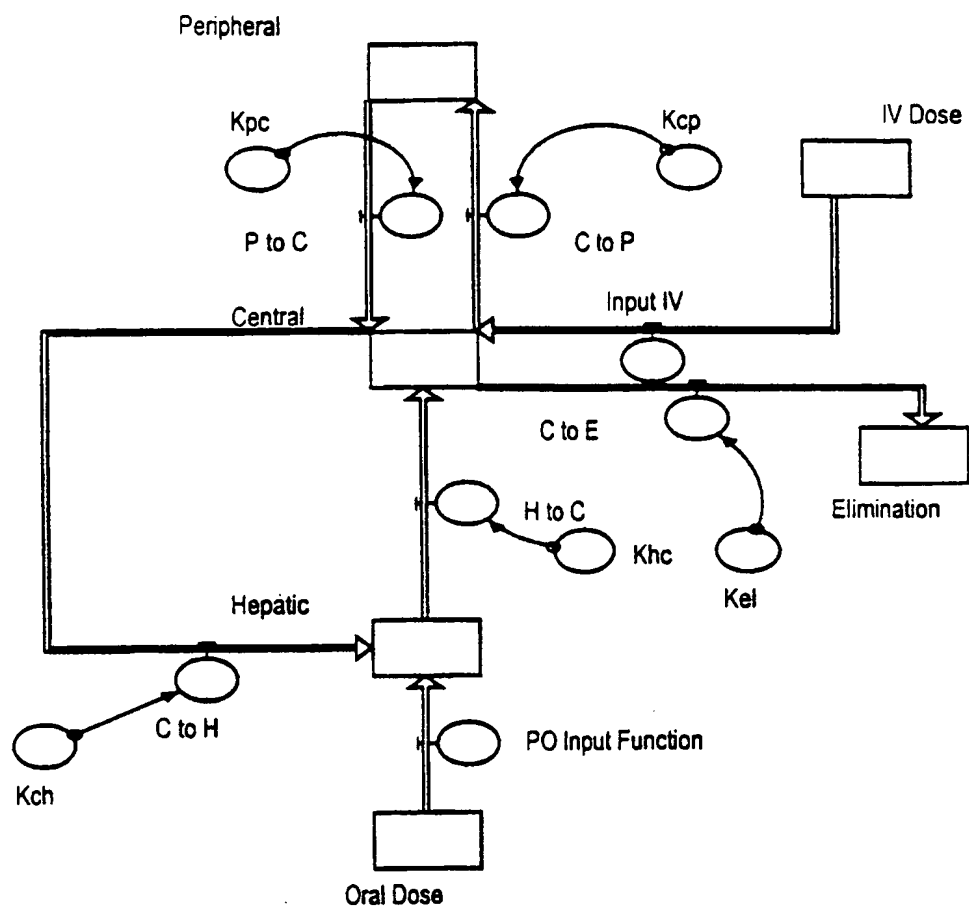 Peripheral
IV Dose
Kpc
Kcp
P to C
C to P
Input IV
Central
C to E
Elimination
H to C
Khc
Kel
Hepatic
C to H
PO Input Function
Kch
Oral Dose